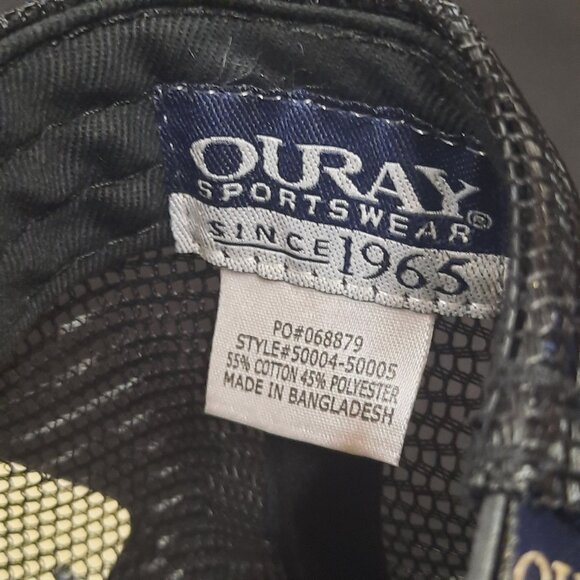 OURAY®
SPORTSWEAR
SINCE 1965
PO#068879
STYLE#50004-50005
55% COTTON 45% POLYESTER
MADE IN BANGLADESH